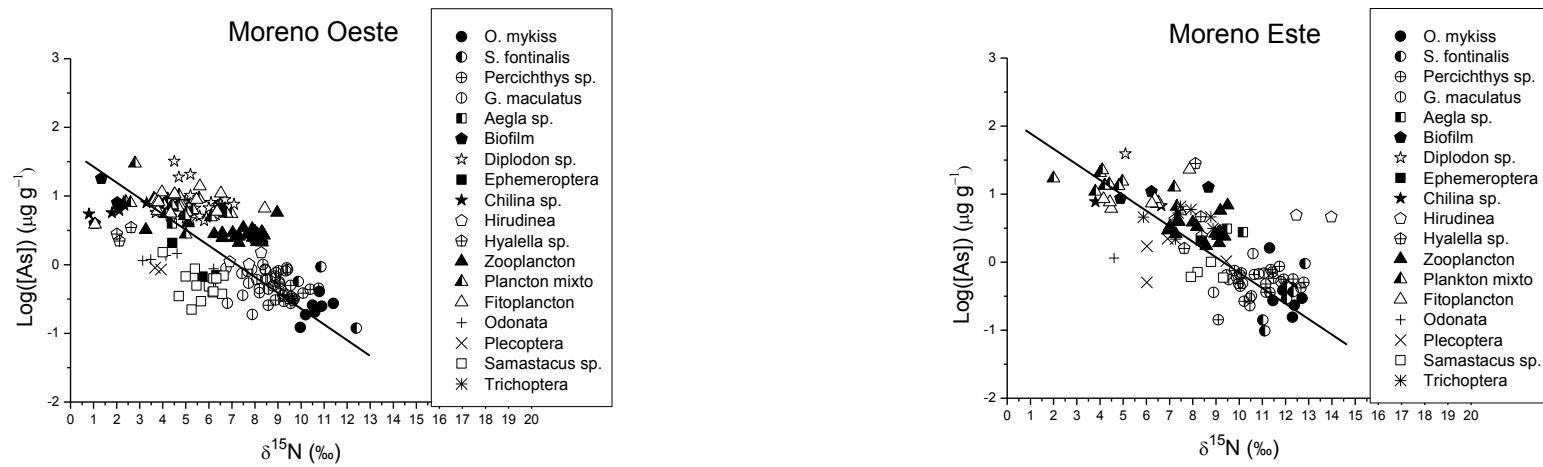 Moreno Oeste
Log([As]) (µg g⁻¹)
3
2
1
0
-1
-2
0 1 2 3 4 5 6 7 8 9 10 11 12 13 14 15 16 17 18 19 20
δ¹⁵N (‰)
O. mykiss
S. fontinalis
Percichthys sp.
G. maculatus
Aegla sp.
Biofilm
Diplodon sp.
Ephemeroptera
Chilina sp.
Hirudinea
Hyalella sp.
Zooplancton
Plancton mixto
Fitoplancton
Odonata
Plecoptera
Samastacus sp.
Trichoptera
Moreno Este
Log([As]) (µg g⁻¹)
3
2
1
0
-1
-2
0 1 2 3 4 5 6 7 8 9 10 11 12 13 14 15 16 17 18 19 20
δ¹⁵N (‰)
O. mykiss
S. fontinalis
Percichthys sp.
G. maculatus
Aegla sp.
Biofilm
Diplodon sp.
Ephemeroptera
Chilina sp.
Hirudinea
Hyalella sp.
Zooplancton
Plankton mixto
Fitoplancton
Odonata
Plecoptera
Samastacus sp.
Trichoptera